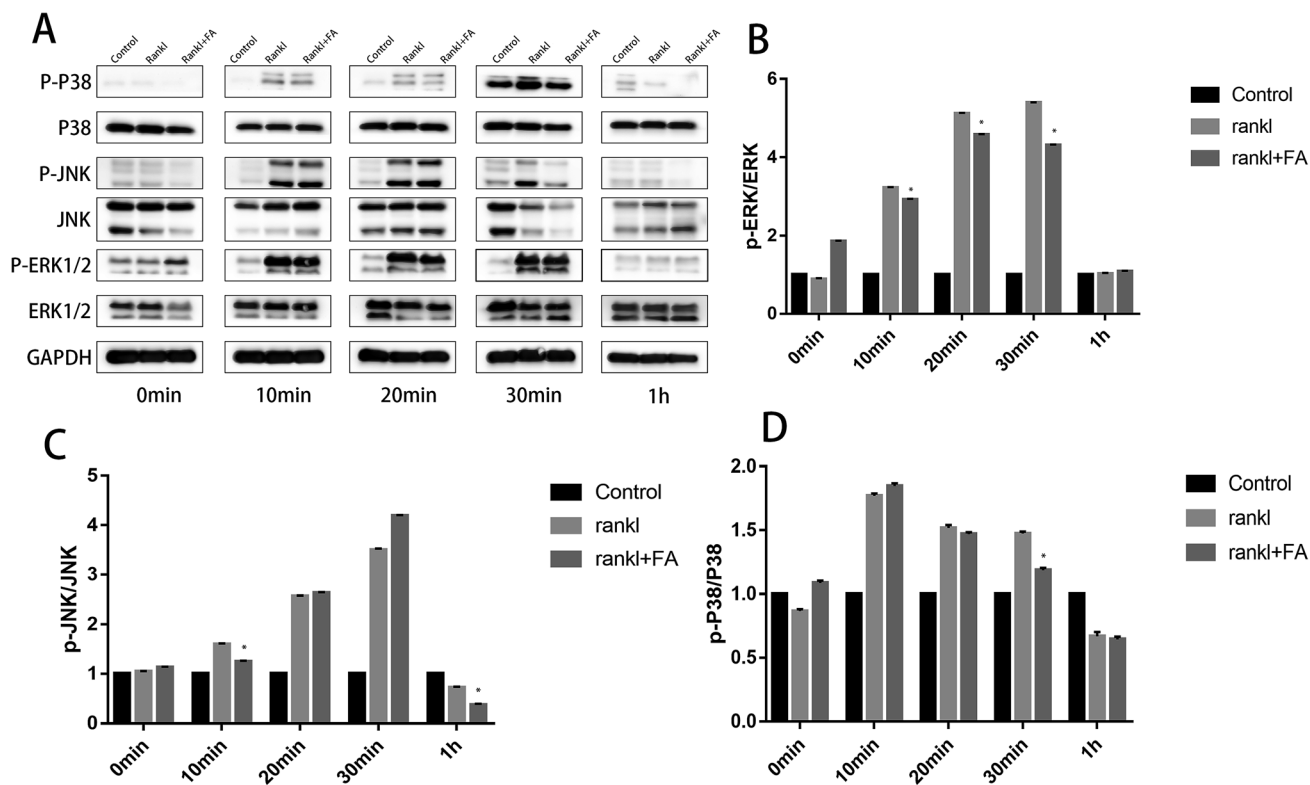 A
Control Rankl Rankl+FA Control Rankl Rankl+FA Control Rankl Rankl+FA Control Rankl Rankl+FA Control Rankl Rankl+FA
P-P38
P38
P-JNK
JNK
P-ERK1/2
ERK1/2
GAPDH
0min 10min 20min 30min 1h
B
p-ERK/ERK
6
4
2
0
* * *
0min 10min 20min 30min 1h
Control
rankl
rankl+FA
C
p-JNK/JNK
5
4
3
2
1
0
* *
0min 10min 20min 30min 1h
Control
rankl
rankl+FA
D
p-P38/P38
2.0
1.5
1.0
0.5
0.0
*
0min 10min 20min 30min 1h
Control
rankl
rankl+FA